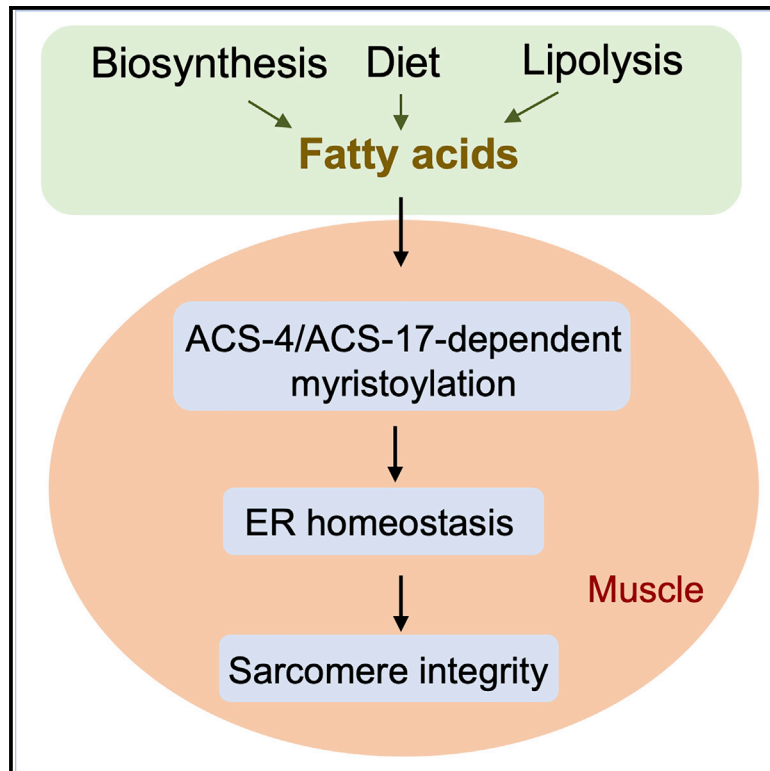 Biosynthesis Diet Lipolysis
Fatty acids
ACS-4/ACS-17-dependent
myristoylation
ER homeostasis
Muscle
Sarcomere integrity